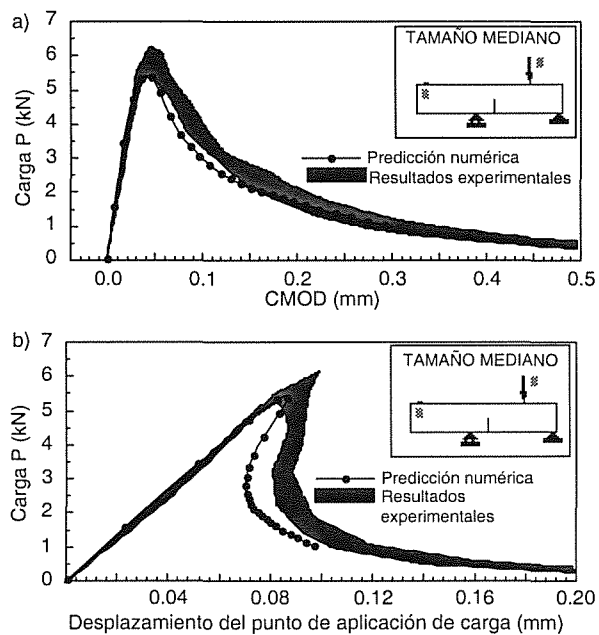 a)
7
6
5
4
3
2
1
0
Carga P (kN)
TAMAÑO MEDIANO
Predicción numérica
Resultados experimentales
0.0 0.1 0.2 0.3 0.4 0.5
CMOD (mm)
b)
7
6
5
4
3
2
1
0
Carga P (kN)
TAMAÑO MEDIANO
Predicción numérica
Resultados
experimentales
0.04 0.08 0.12 0.16 0.20
Desplazamiento del punto de aplicación de carga (mm)